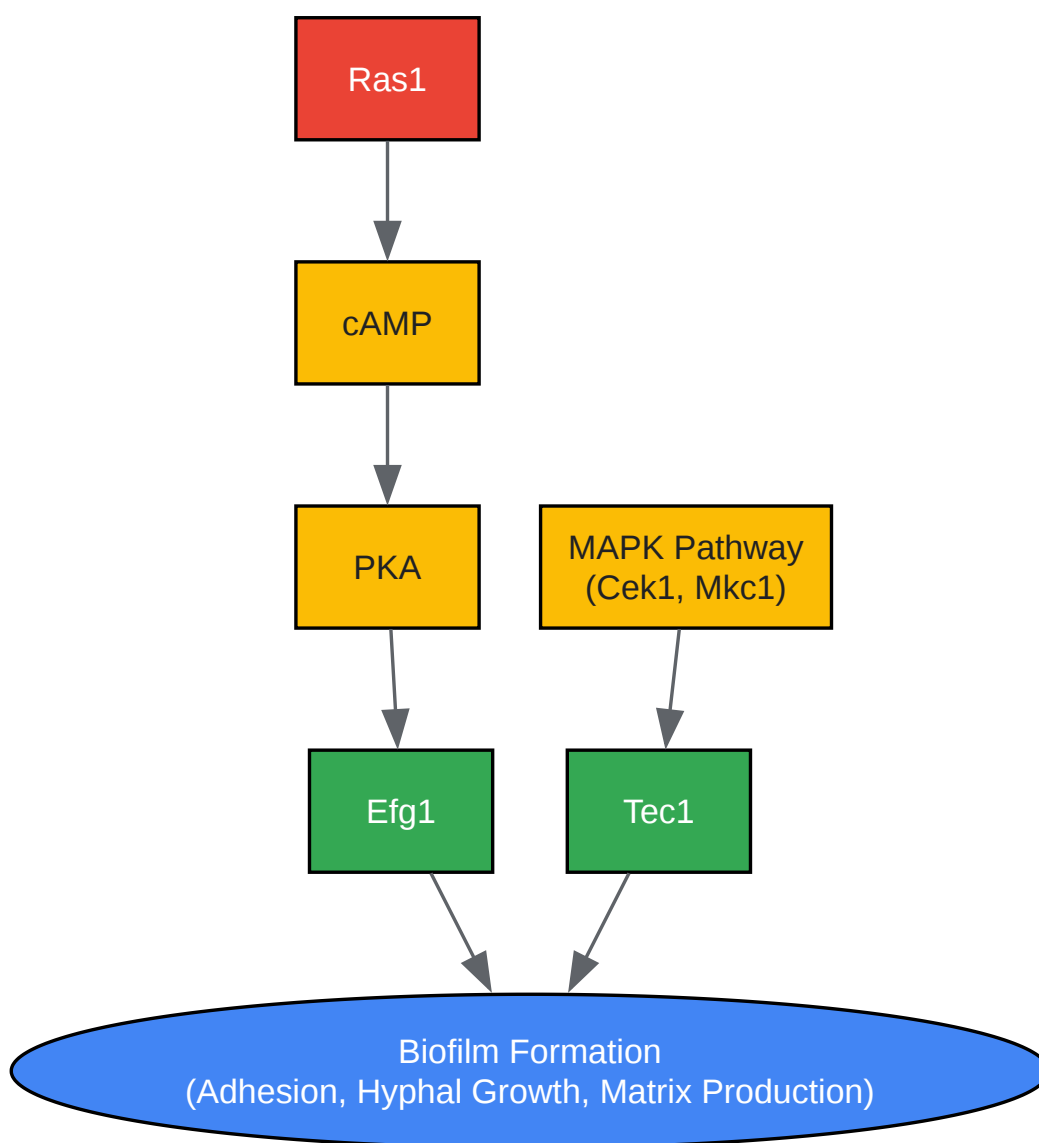 Ras1
cAMP
PKA
MAPK Pathway
(Cek1, Mkc1)
Efg1
Tec1
Biofilm Formation
(Adhesion, Hyphal Growth, Matrix Production)